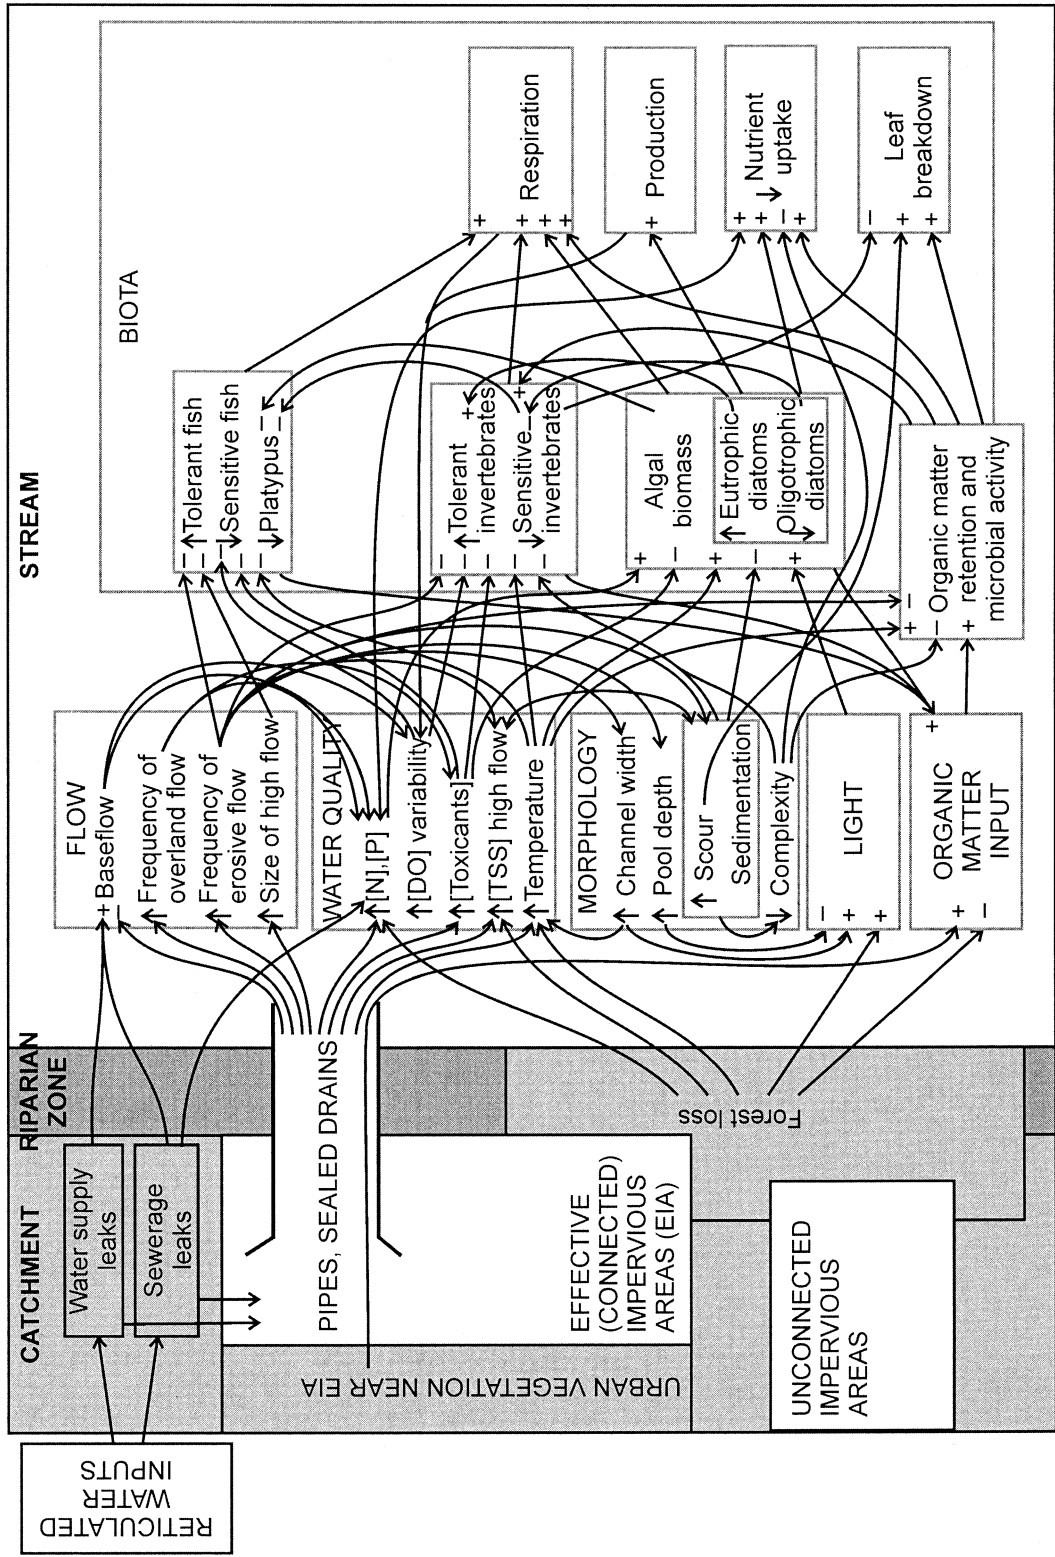 STREAM
BIOTA
Respiration
+
+
+
+
Production
+
Nutrient
↓ uptake
+
+
–
+
Leaf
breakdown
–
+
+
↑Tolerant fish
↓Sensitive fish
↓Platypus
–
–
–
–
–
–
–
↑Tolerant
invertebrates
↓Sensitive
invertebrates
+
+
–
–
–
–
–
–
Algal
biomass
↑Eutrophic
diatoms
Oligotrophic
↓ diatoms
+
–
+
–
+
Organic matter
retention and
microbial activity
+
–
–
+
FLOW
+ Baseflow
–
↑Frequency of
overland flow
↑Frequency of
erosive flow
↑Size of high flow
WATER QUALITY
↑[N],[P]
↑[DO] variability
↑[Toxicants]
↑[TSS] high flow
↑Temperature
MORPHOLOGY
↑Channel width
↑Pool depth
↑Scour
Sedimentation
↓Complexity
LIGHT
–
+
+
ORGANIC
MATTER
INPUT
+
+
–
RIPARIAN
ZONE
Forest loss
CATCHMENT
Water supply
leaks
Sewerage
leaks
PIPES, SEALED DRAINS
EFFECTIVE
(CONNECTED)
IMPERVIOUS
AREAS (EIA)
URBAN VEGETATION NEAR EIA
UNCONNECTED
IMPERVIOUS
AREAS
RETICULATED
WATER
INPUTS